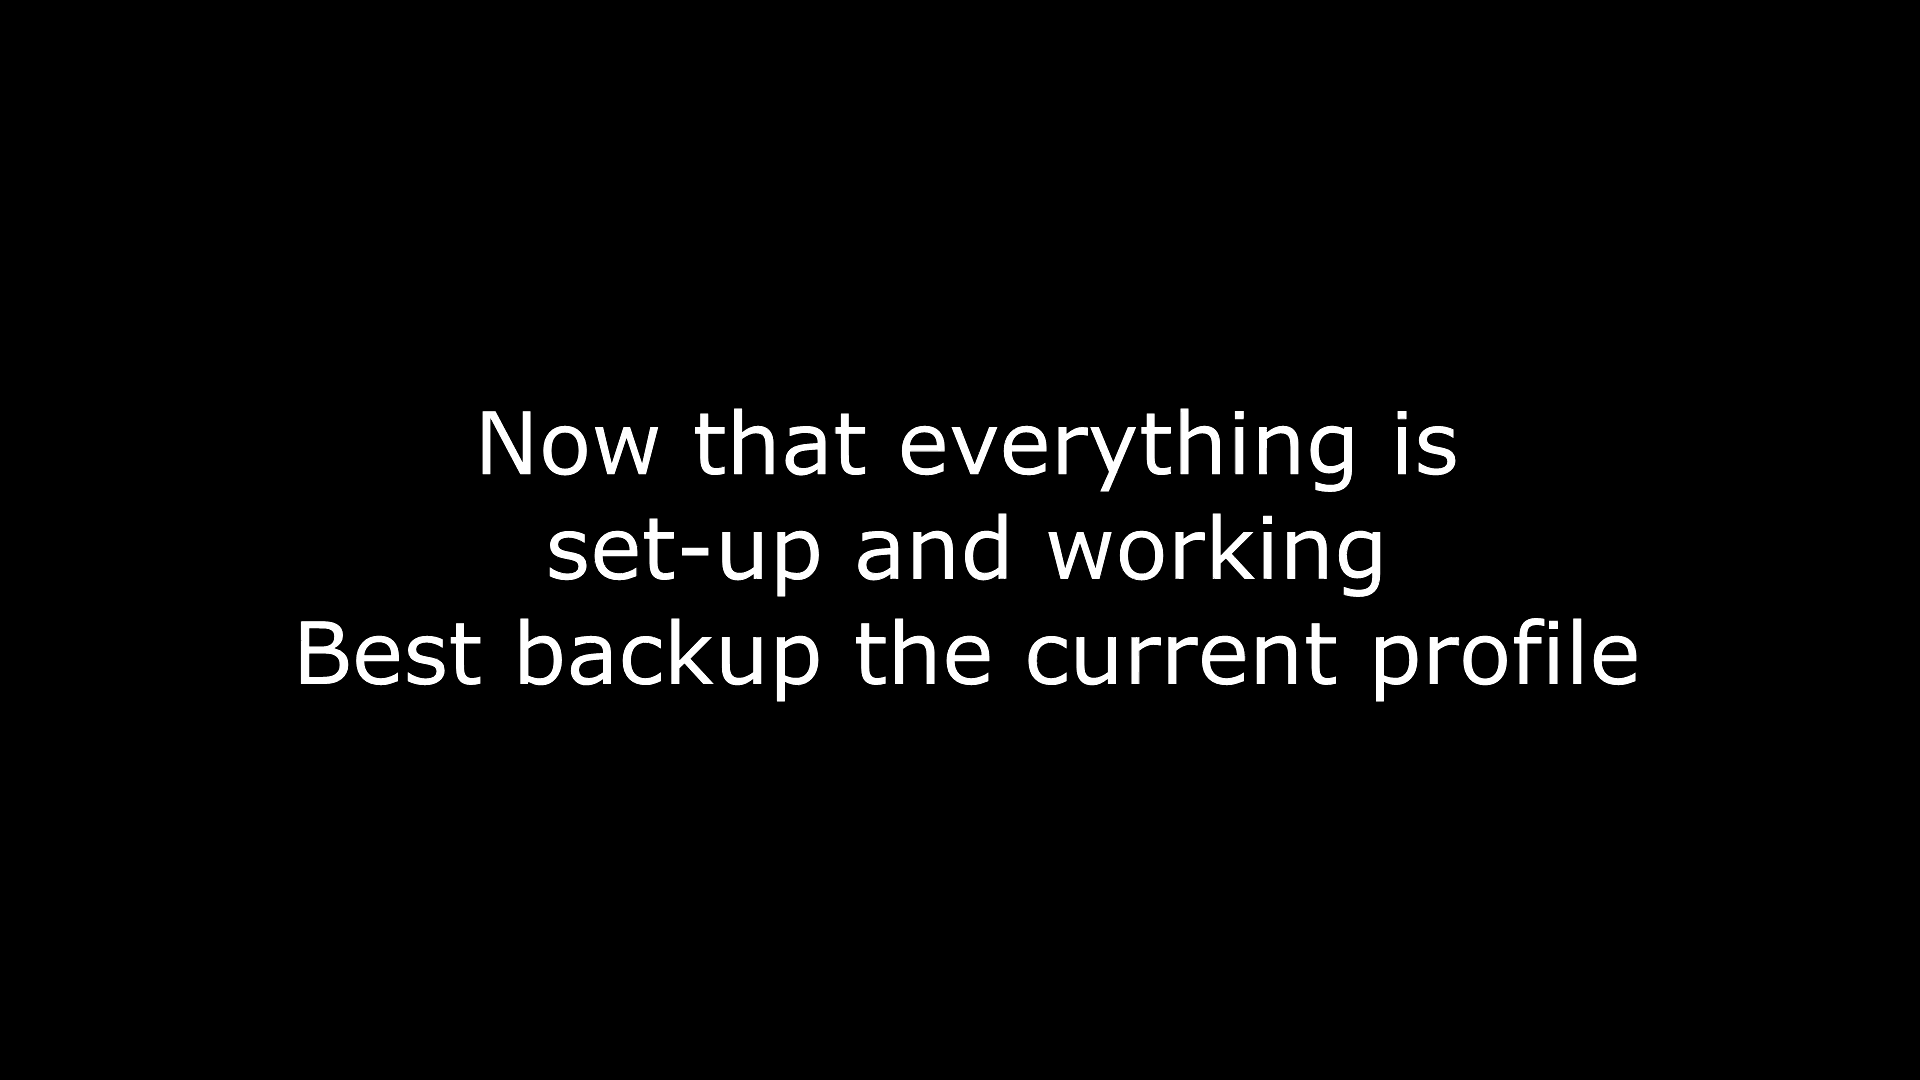 Now that everything is
set-up and working
Best backup the current profile